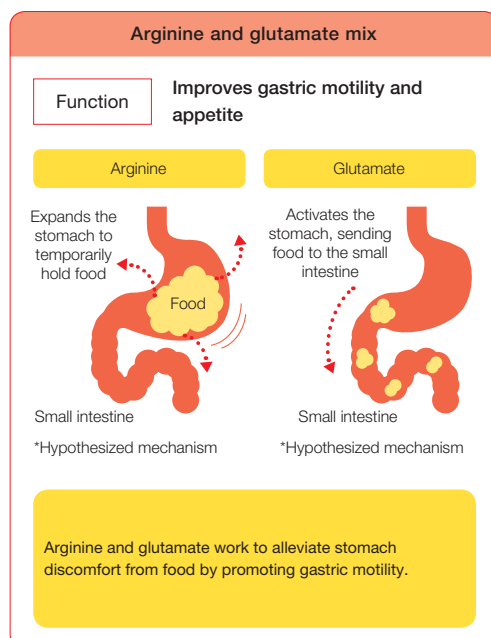 Arginine and glutamate mix
Function
Improves gastric motility and
appetite
Arginine
Expands the
stomach to
temporarily
hold food
Food
Small intestine
*Hypothesized mechanism
Glutamate
Activates the
stomach, sending
food to the small
intestine
Small intestine
*Hypothesized mechanism
Arginine and glutamate work to alleviate stomach
discomfort from food by promoting gastric motility.